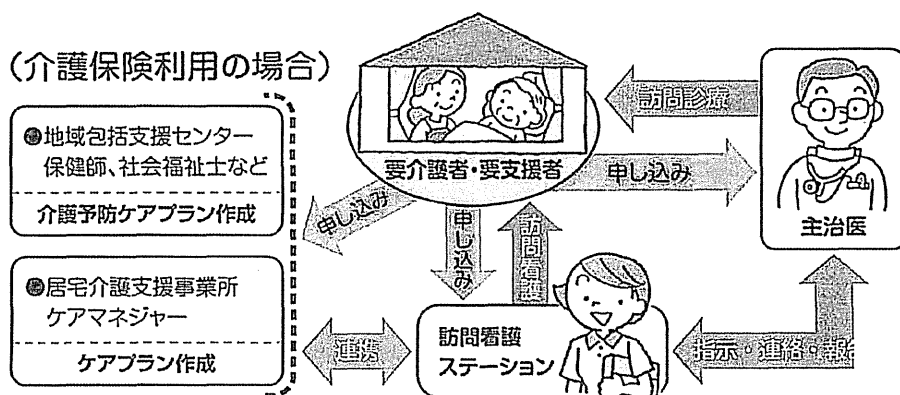 （介護保険利用の場合）
●地域包括支援センター
保健師、社会福祉士など
介護予防ケアプラン作成
●居宅介護支援事業所
ケアマネジャー
ケアプラン作成
要介護者・要支援者
訪問診療
申し込み
主治医
申し込み
申し込み
訪問看護
連携
訪問看護
ステーション
指示・連絡・報告